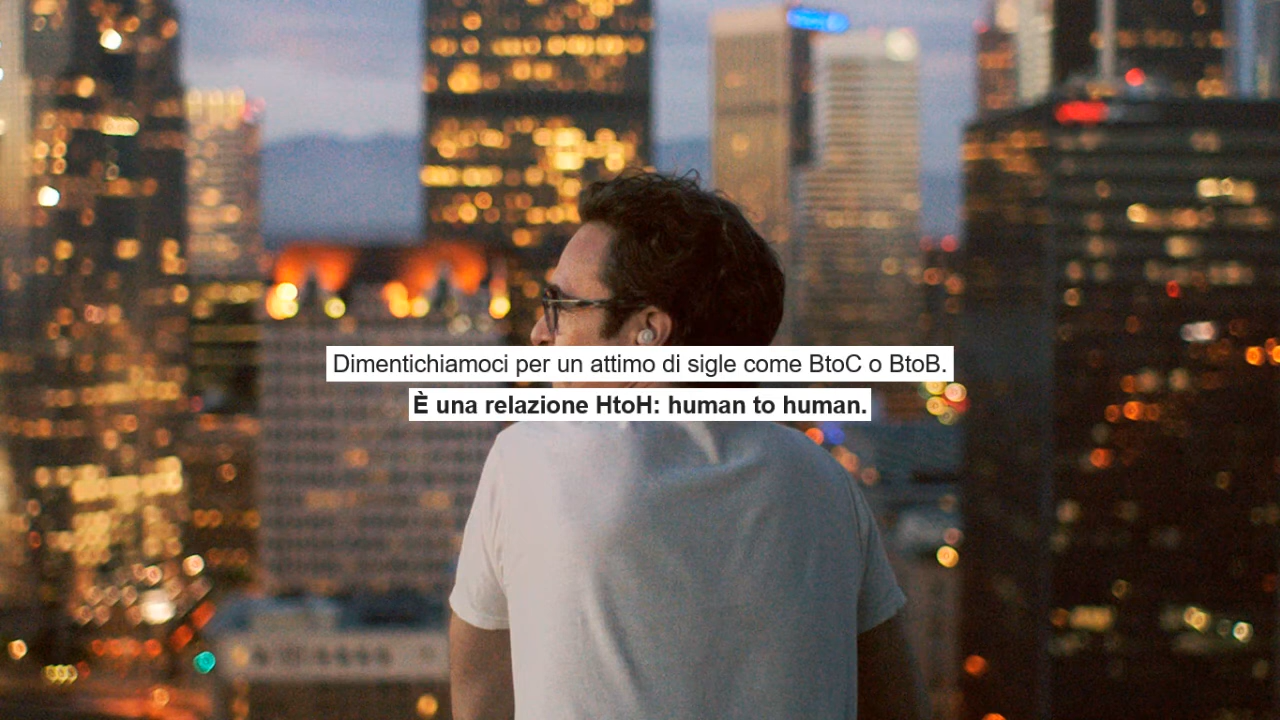 Dimentichiamoci per un attimo di sigle come BtoC o BtoB.
È una relazione HtoH: human to human.